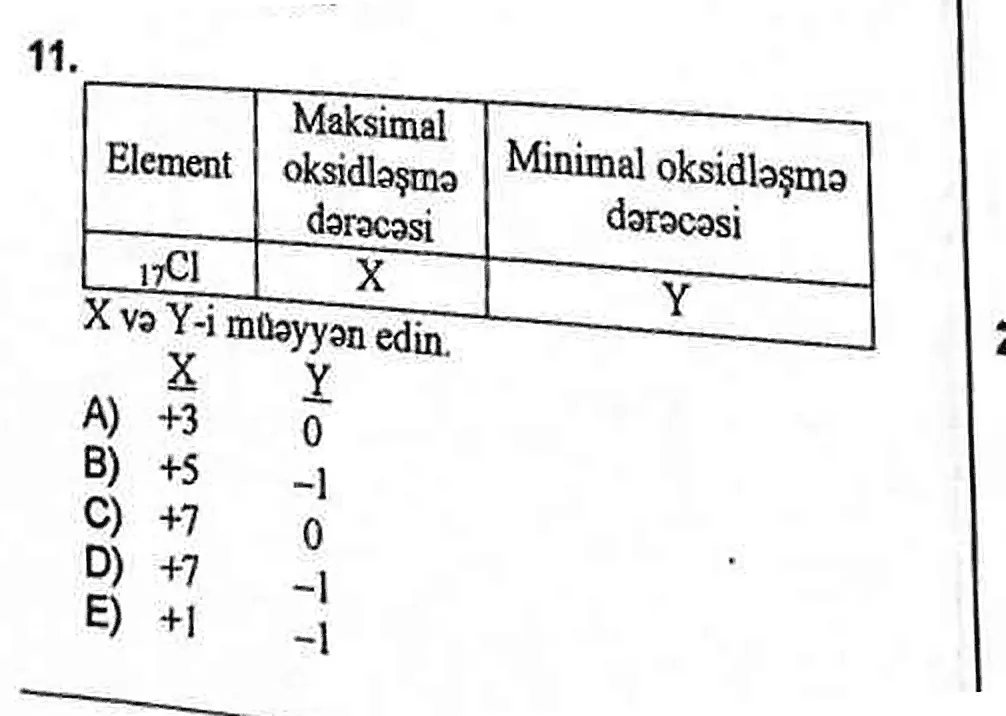 11.
Element
Maksimal
oksidləşmə
dərəcəsi
Minimal oksidləşmə
dərəcəsi
₁₇Cl
X
Y
X və Y-i müəyyən edin.
X Y
A) +3 0
B) +5 –1
C) +7 0
D) +7 –1
E) +1 –1